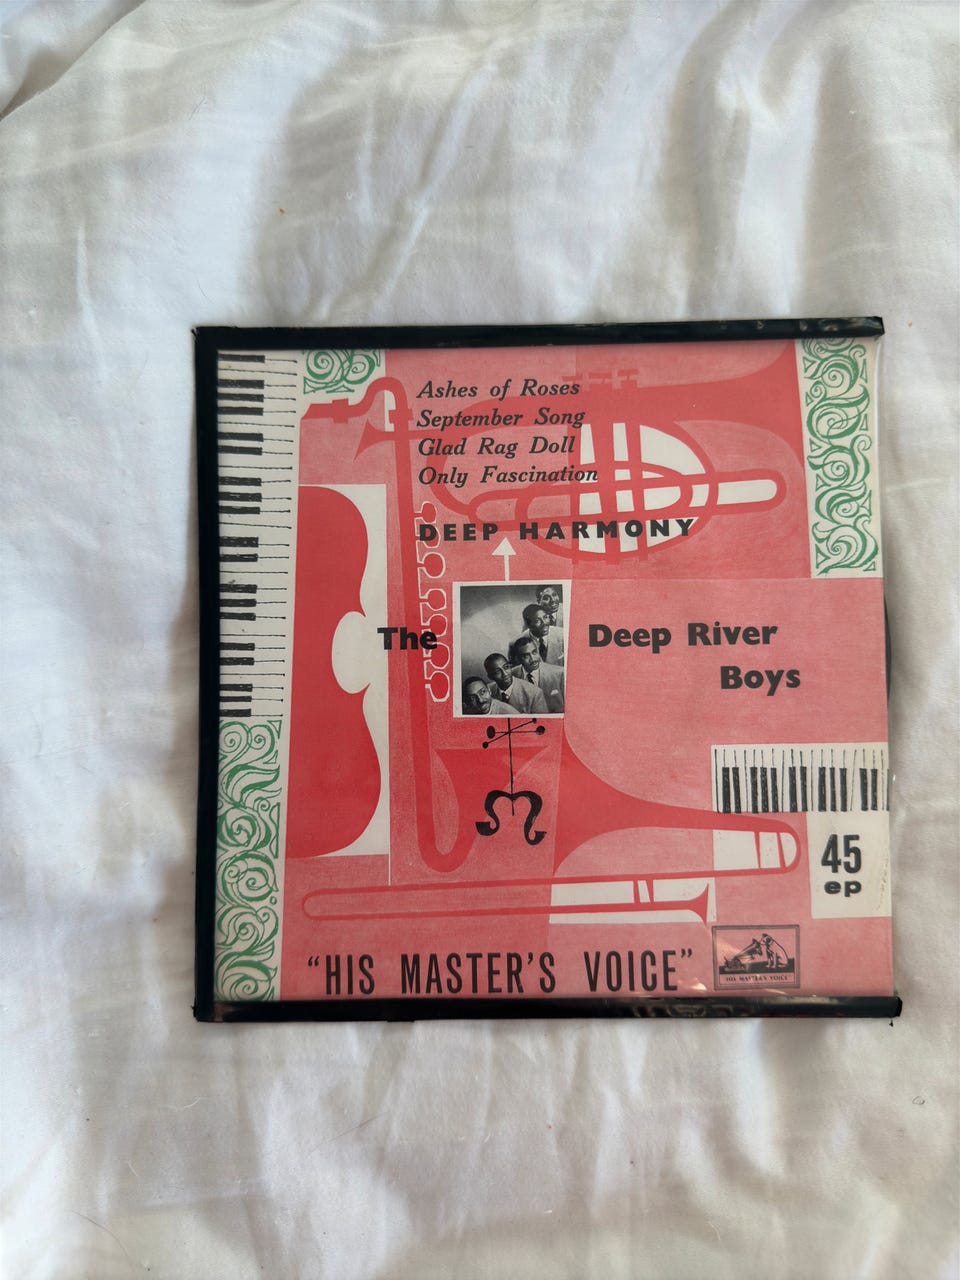 Ashes of Roses
September Song
Glad Rag Doll
Only Fascination
DEEP HARMONY
The Deep River
Boys
45
ep
"HIS MASTER'S VOICE"
"HIS MASTER'S VOICE"